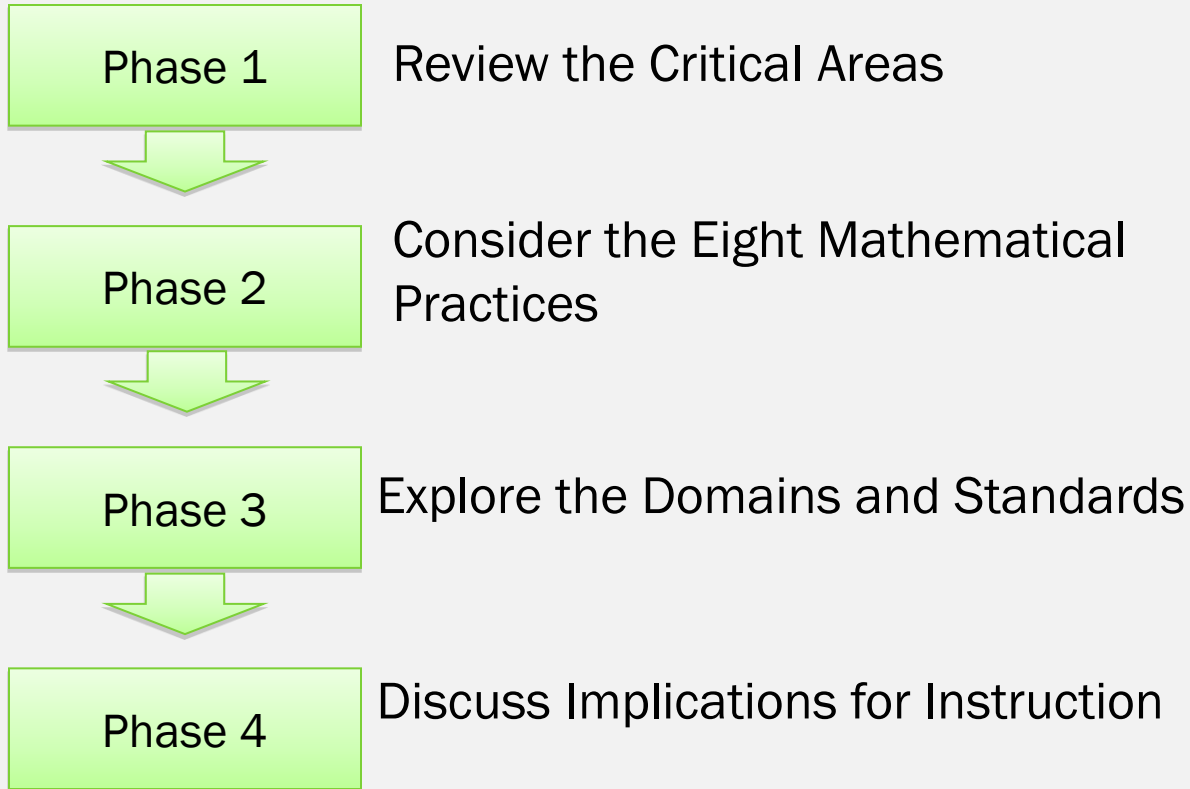 Phase 1
Review the Critical Areas
Phase 2
Consider the Eight Mathematical
Practices
Phase 3
Explore the Domains and Standards
Phase 4
Discuss Implications for Instruction